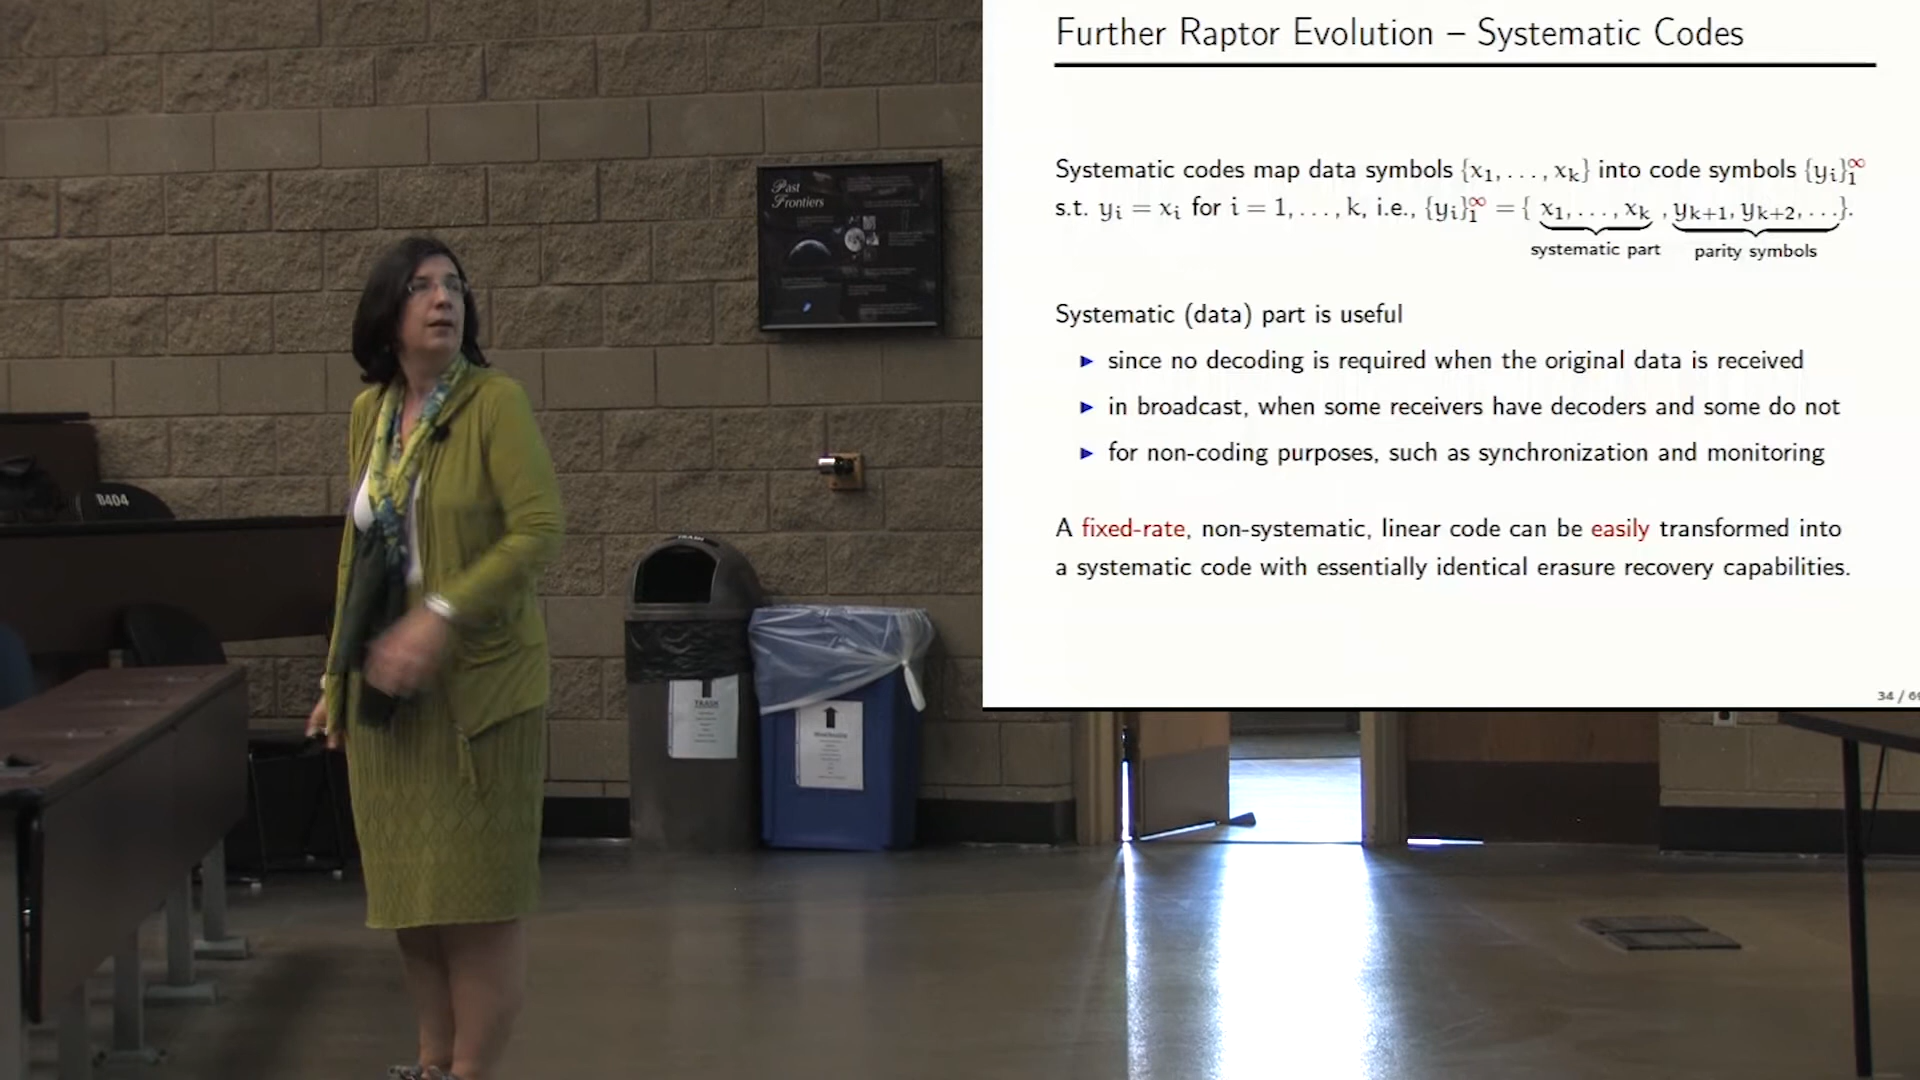 Further Raptor Evolution – Systematic Codes
Systematic codes map data symbols {x₁, . . . , xₖ} into code symbols {yᵢ}₁^∞
s.t. yᵢ = xᵢ for i = 1, . . . , k, i.e., {yᵢ}₁^∞ = { x₁, . . . , xₖ , yₖ₊₁, yₖ₊₂, . . .}.
systematic part parity symbols
Systematic (data) part is useful
▶ since no decoding is required when the original data is received
▶ in broadcast, when some receivers have decoders and some do not
▶ for non-coding purposes, such as synchronization and monitoring
A fixed-rate, non-systematic, linear code can be easily transformed into
a systematic code with essentially identical erasure recovery capabilities.
34 / 69
Past
Frontiers
B404
TRASH
TRASH